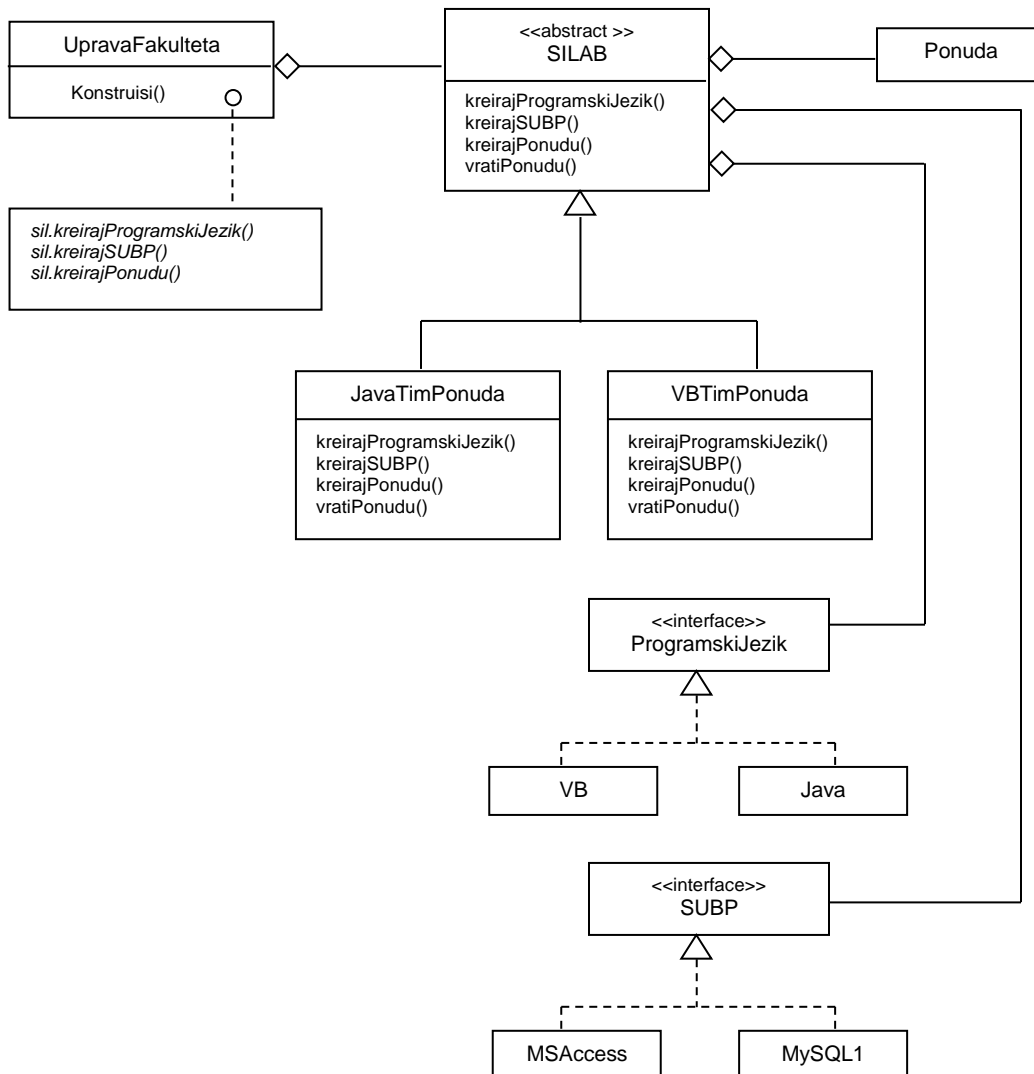 UpravaFakulteta
Konstruisi()
<<abstract >>
SILAB
kreirajProgramskiJezik()
kreirajSUBP()
kreirajPonudu()
vratiPonudu()
Ponuda
sil.kreirajProgramskiJezik()
sil.kreirajSUBP()
sil.kreirajPonudu()
JavaTimPonuda
kreirajProgramskiJezik()
kreirajSUBP()
kreirajPonudu()
vratiPonudu()
VBTimPonuda
kreirajProgramskiJezik()
kreirajSUBP()
kreirajPonudu()
vratiPonudu()
<<interface>>
ProgramskiJezik
VB
Java
<<interface>>
SUBP
MSAccess
MySQL1